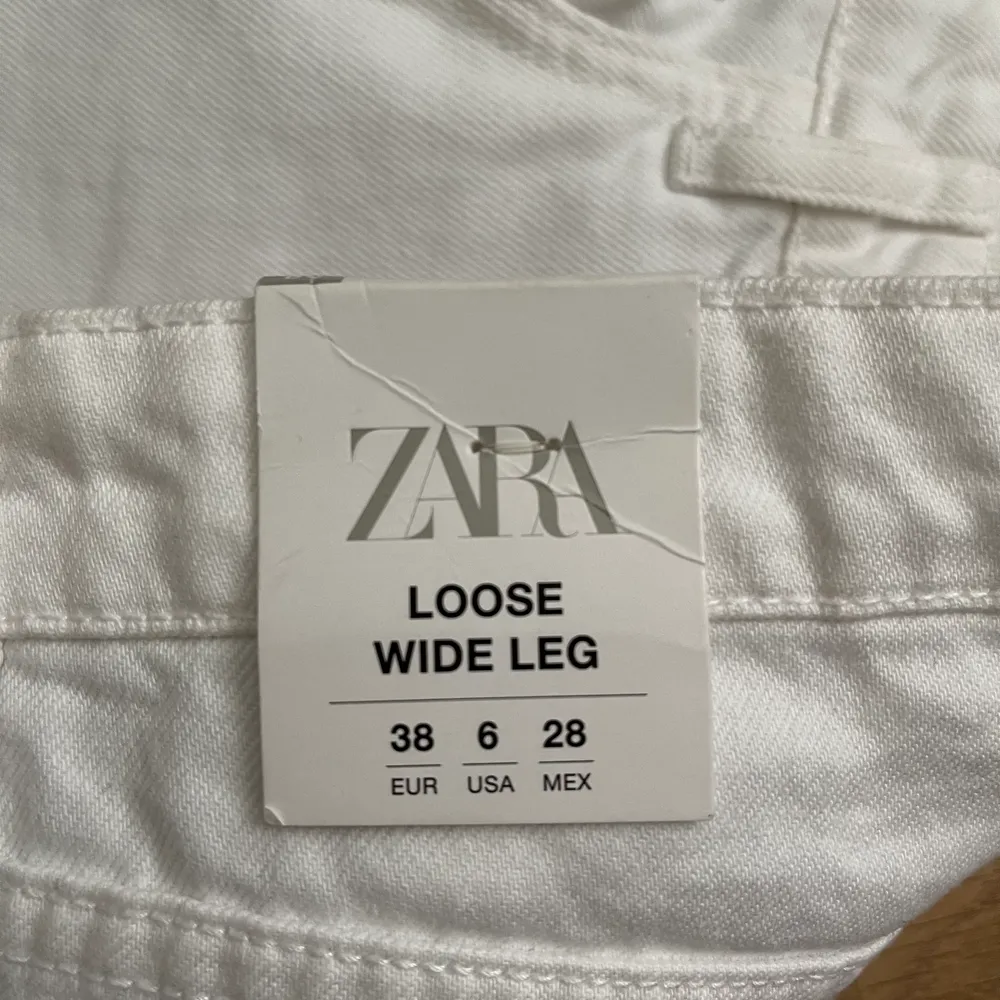 ZARA
LOOSE
WIDE LEG
38 6 28
EUR USA MEX